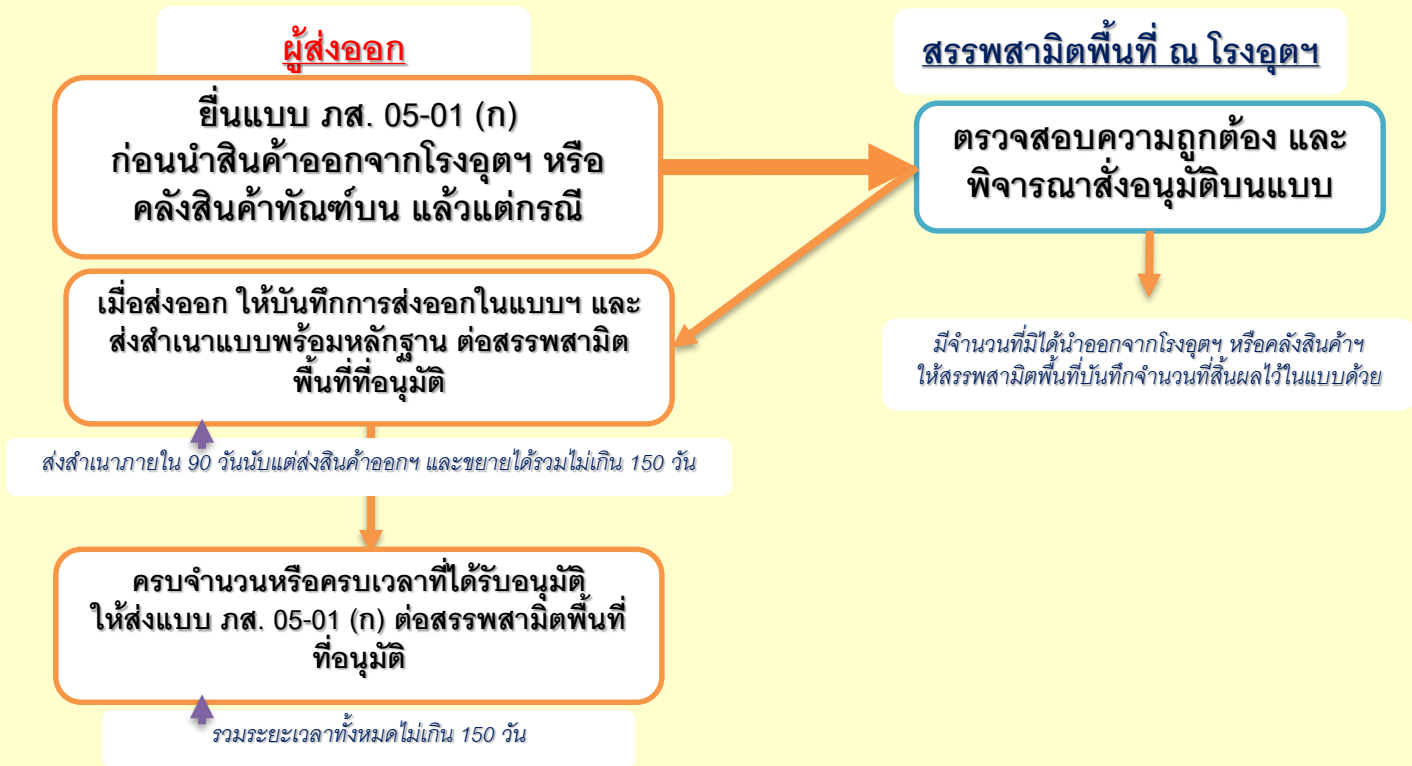 ผู้ส่งออก
ยื่นแบบ ภส. 05-01 (ก)
ก่อนนำสินค้าออกจากโรงอุตฯ หรือ
คลังสินค้าทัณฑ์บน แล้วแต่กรณี
สรรพสามิตพื้นที่ ณ โรงอุตฯ
ตรวจสอบความถูกต้อง และ
พิจารณาสั่งอนุมัติบนแบบ
มีจำนวนที่มิได้นำออกจากโรงอุตฯ หรือคลังสินค้าฯ
ให้สรรพสามิตพื้นที่บันทึกจำนวนที่สิ้นผลไว้ในแบบด้วย
เมื่อส่งออก ให้บันทึกการส่งออกในแบบฯ และ
ส่งสำเนาแบบพร้อมหลักฐาน ต่อสรรพสามิต
พื้นที่ที่อนุมัติ
ส่งสำเนาภายใน 90 วันนับแต่ส่งสินค้าออกฯ และขยายได้รวมไม่เกิน 150 วัน
ครบจำนวนหรือครบเวลาที่ได้รับอนุมัติ
ให้ส่งแบบ ภส. 05-01 (ก) ต่อสรรพสามิตพื้นที่
ที่อนุมัติ
รวมระยะเวลาทั้งหมดไม่เกิน 150 วัน